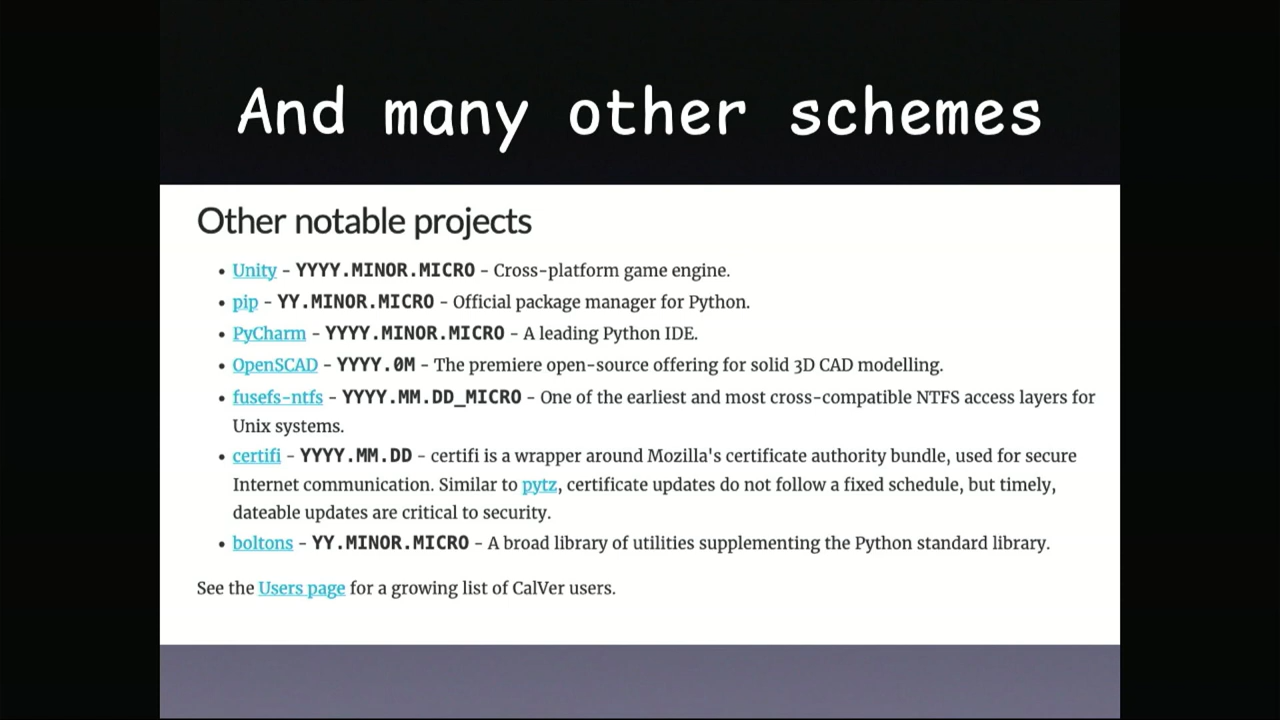 And many other schemes
Other notable projects
• Unity - YYYY.MINOR.MICRO - Cross-platform game engine.
• pip - YY.MINOR.MICRO - Official package manager for Python.
• PyCharm - YYYY.MINOR.MICRO - A leading Python IDE.
• OpenSCAD - YYYY.0M - The premiere open-source offering for solid 3D CAD modelling.
• fusefs-ntfs - YYYY.MM.DD_MICRO - One of the earliest and most cross-compatible NTFS access layers for
Unix systems.
• certifi - YYYY.MM.DD - certifi is a wrapper around Mozilla's certificate authority bundle, used for secure
Internet communication. Similar to pytz, certificate updates do not follow a fixed schedule, but timely,
dateable updates are critical to security.
• boltons - YY.MINOR.MICRO - A broad library of utilities supplementing the Python standard library.
See the Users page for a growing list of CalVer users.